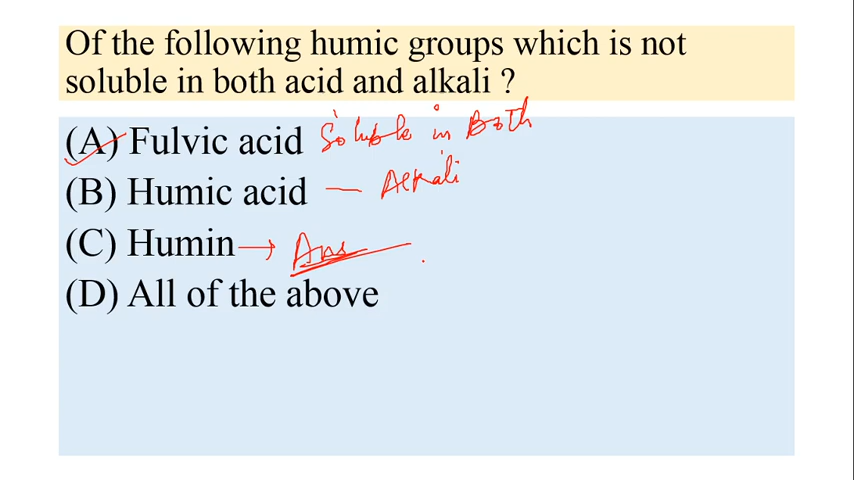 Of the following humic groups which is not
soluble in both acid and alkali ?
(A) Fulvic acid Soluble in Both
(B) Humic acid — Alkali
(C) Humin → Ans
(D) All of the above